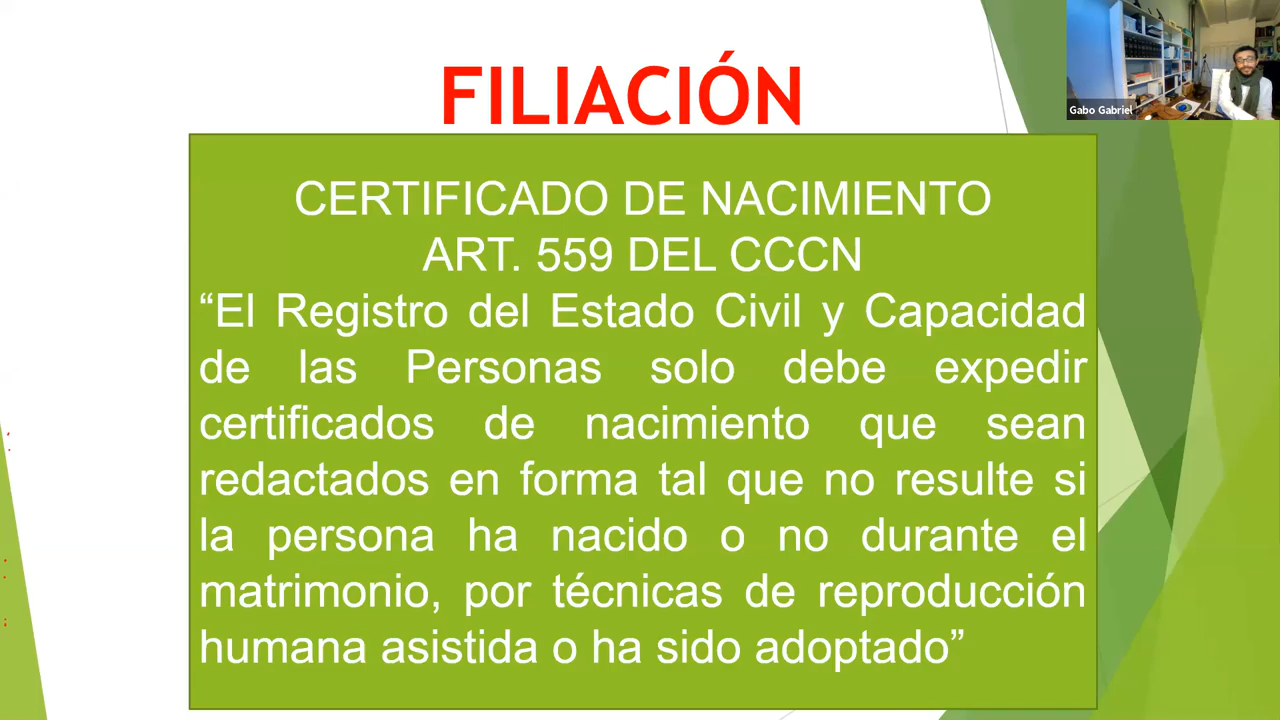 FILIACIÓN
Gabo Gabriel
CERTIFICADO DE NACIMIENTO
ART. 559 DEL CCCN
“El Registro del Estado Civil y Capacidad
de las Personas solo debe expedir
certificados de nacimiento que sean
redactados en forma tal que no resulte si
la persona ha nacido o no durante el
matrimonio, por técnicas de reproducción
humana asistida o ha sido adoptado”